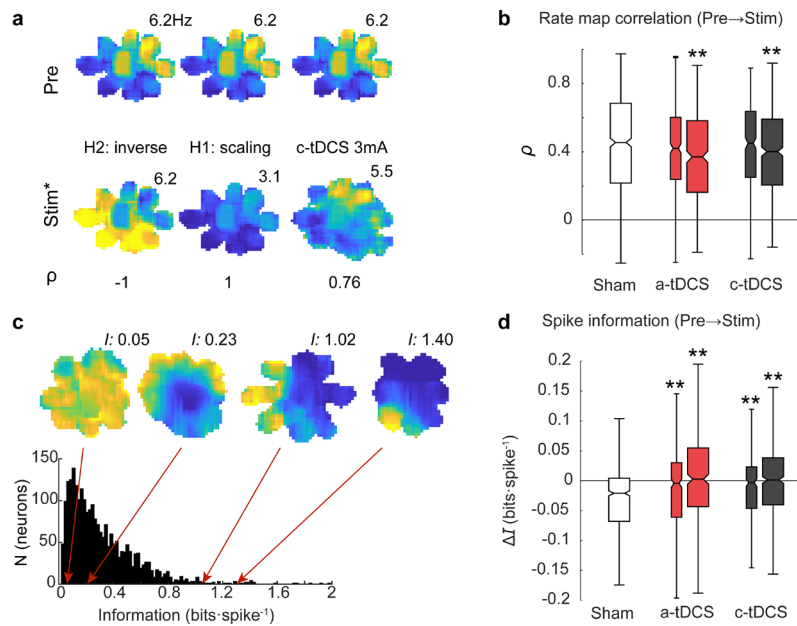 a
6.2Hz 6.2 6.2
Pre
H2: inverse H1: scaling c-tDCS 3mA
6.2 3.1 5.5
Stim*
ρ -1 1 0.76
b Rate map correlation (Pre→Stim)
** **
0.8
0.4
0
ρ
Sham a-tDCS c-tDCS
c
I: 0.05 I: 0.23 I: 1.02 I: 1.40
150
100
50
0
N (neurons)
0 0.4 0.8 1.2 1.6 2
Information (bits·spike⁻¹)
d Spike information (Pre→Stim)
** ** ** **
0.2
0.15
0.1
0.05
0
-0.05
-0.1
-0.15
-0.2
ΔI (bits·spike⁻¹)
Sham a-tDCS c-tDCS